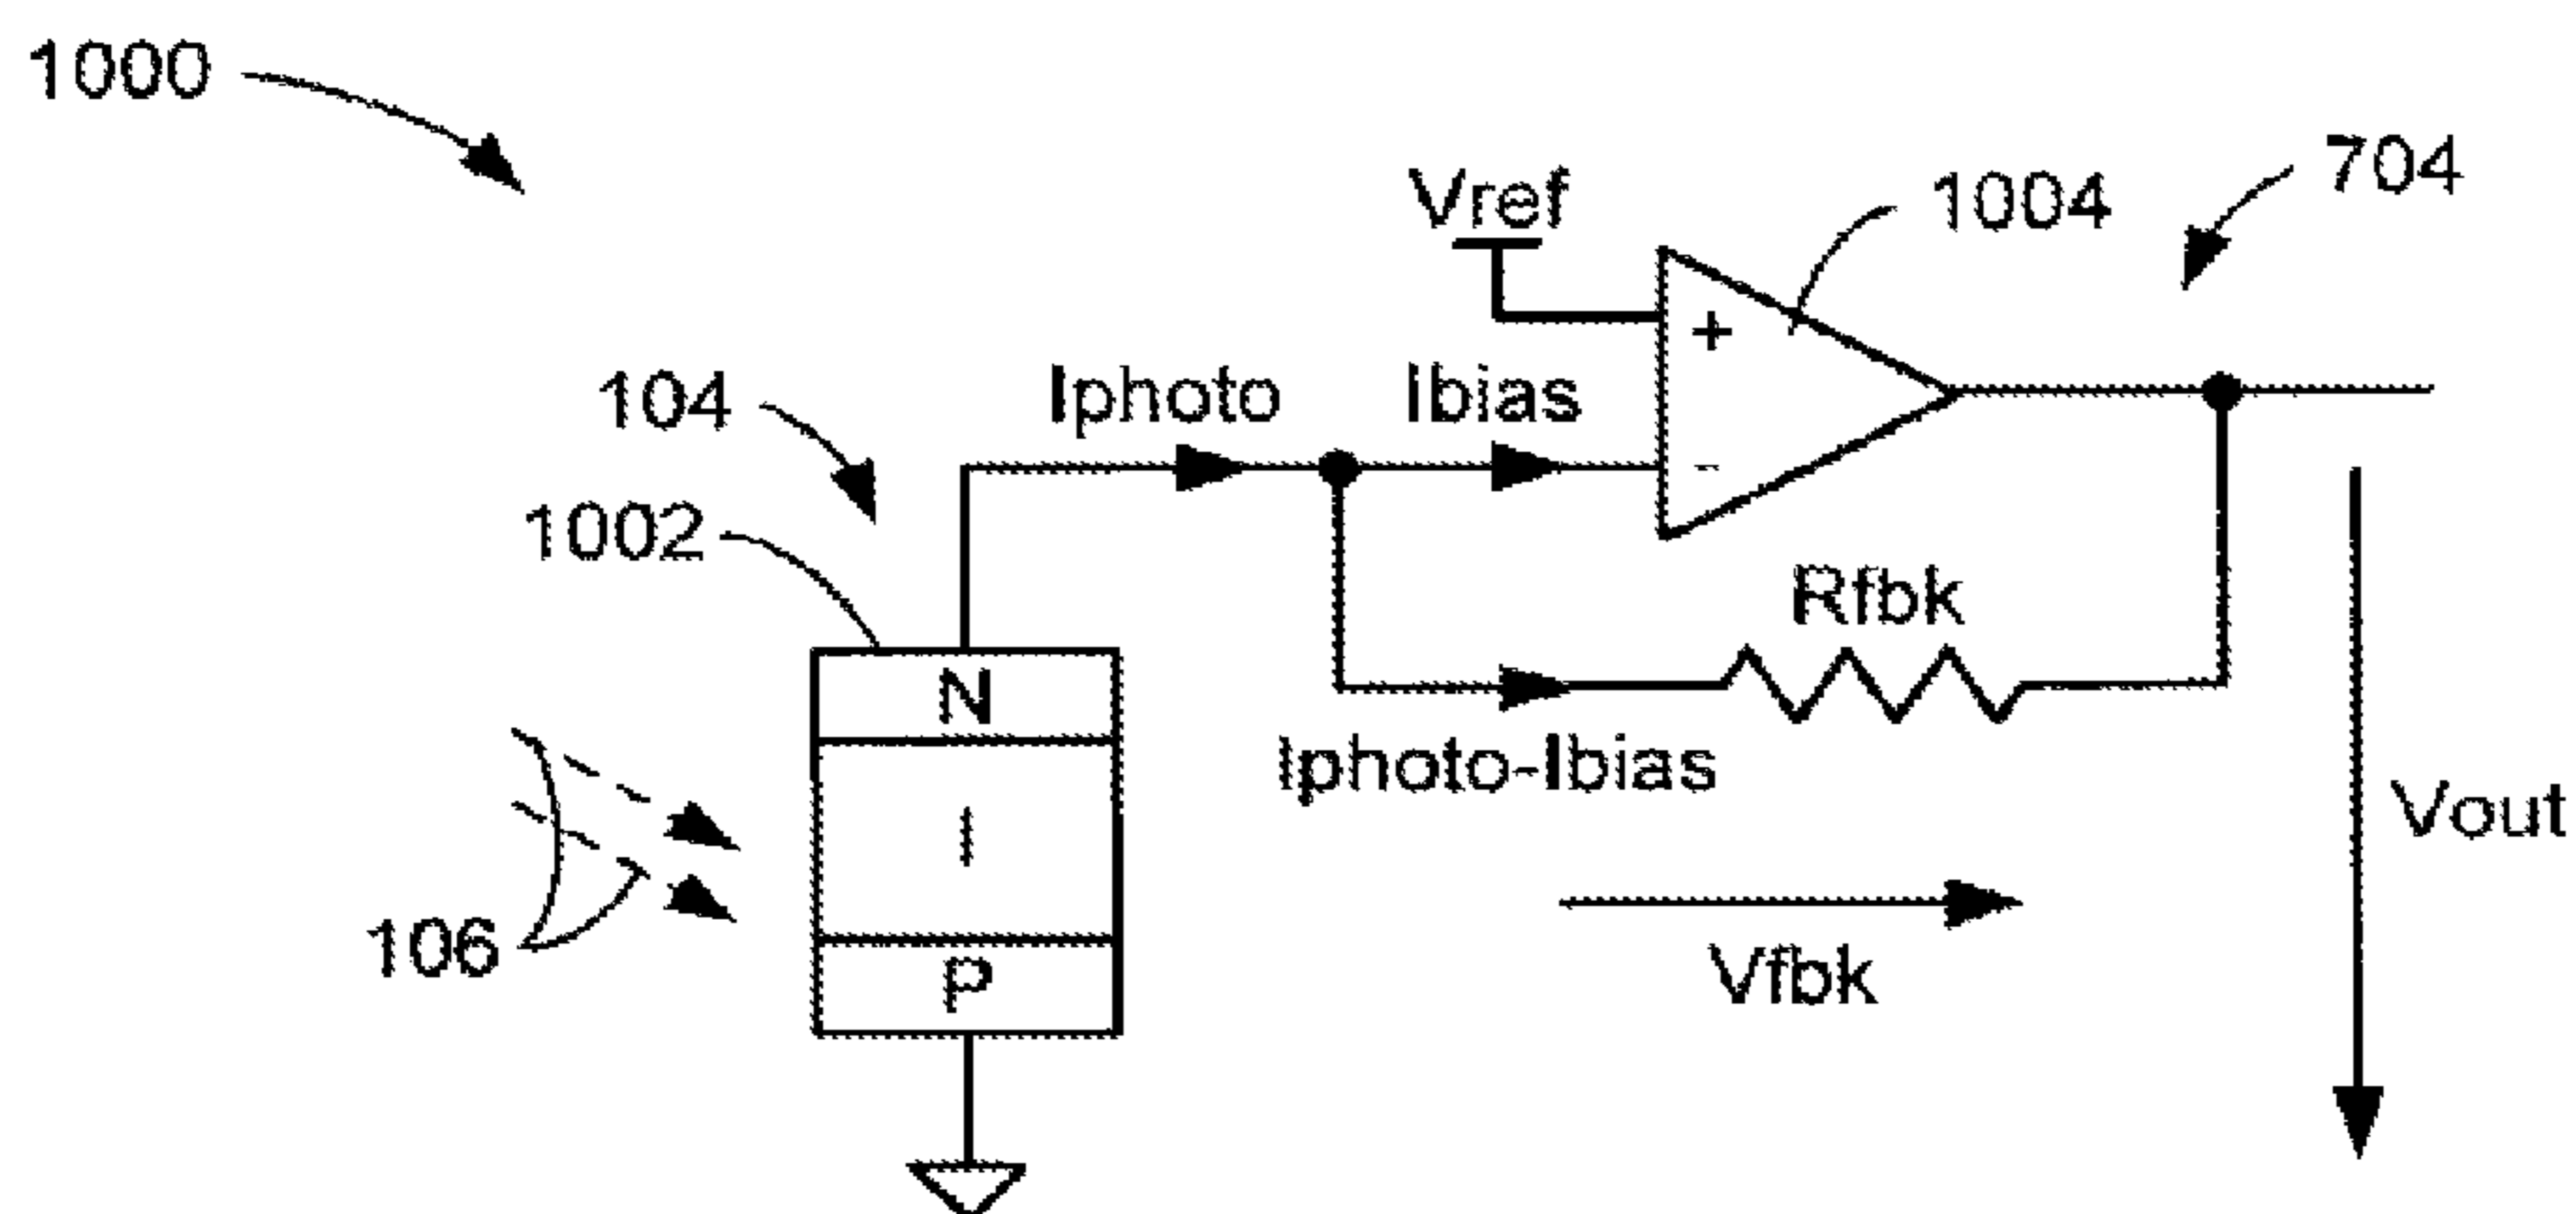 1000
704
Vref
1004
+
104
Iphoto
Ibias
-
1002
Rfbk
N
Iphoto-Ibias
I
Vout
106
P
Vfbk